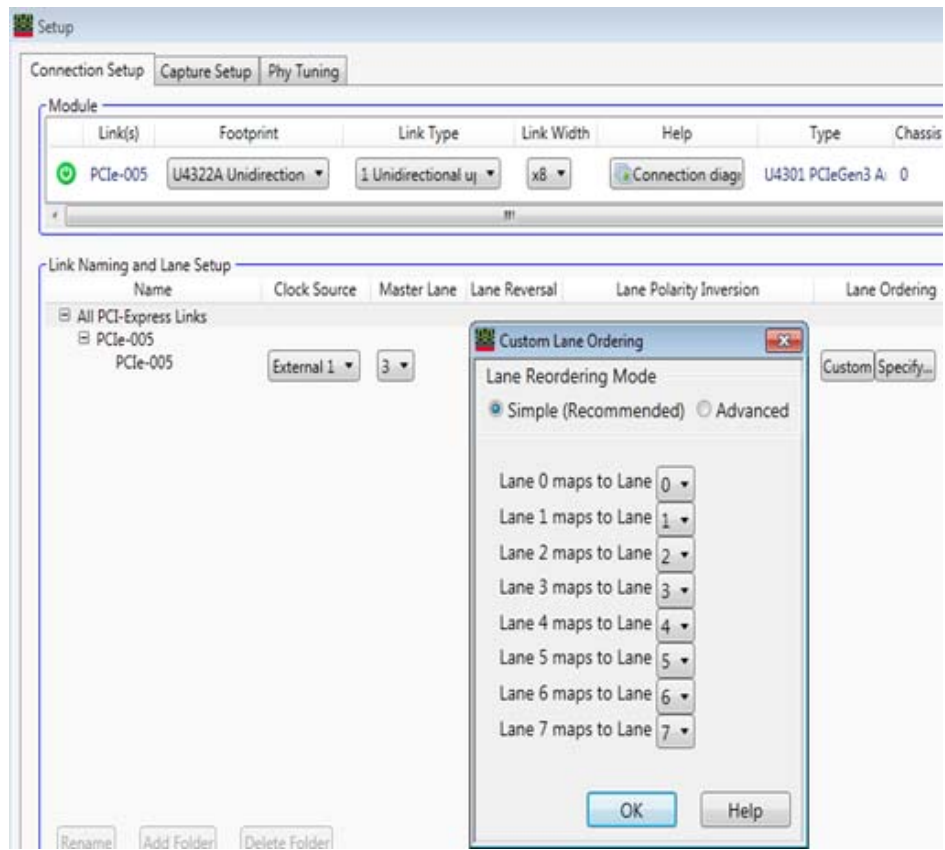 Setup
Connection Setup Capture Setup Phy Tuning
Module
Link(s) Footprint Link Type Link Width Help Type Chassis
PCIe-005 U4322A Unidirection 1 Unidirectional u x8 Connection diag U4301 PCIeGen3 A 0
Link Naming and Lane Setup
Name Clock Source Master Lane Lane Reversal Lane Polarity Inversion Lane Ordering
All PCI-Express Links
PCIe-005
PCIe-005 External 1 3 Custom Specify...
Custom Lane Ordering
Lane Reordering Mode
Simple (Recommended) Advanced
Lane 0 maps to Lane 0
Lane 1 maps to Lane 1
Lane 2 maps to Lane 2
Lane 3 maps to Lane 3
Lane 4 maps to Lane 4
Lane 5 maps to Lane 5
Lane 6 maps to Lane 6
Lane 7 maps to Lane 7
OK Help
Rename Add Folder Delete Folder